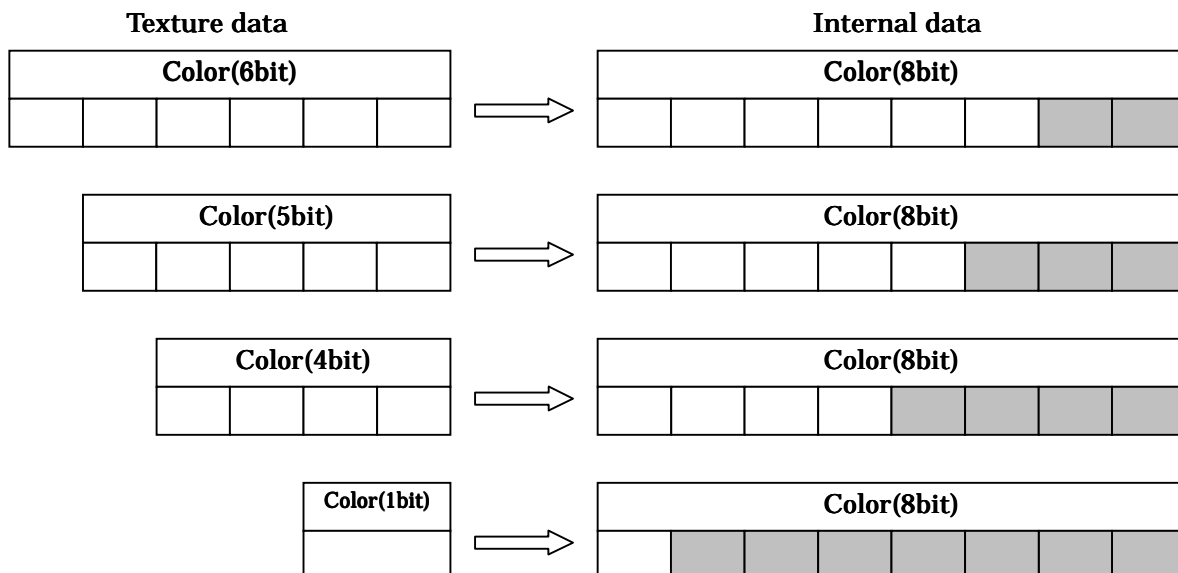 Texture data
Internal data
Color(6bit)
Color(8bit)
Color(5bit)
Color(8bit)
Color(4bit)
Color(8bit)
Color(1bit)
Color(8bit)